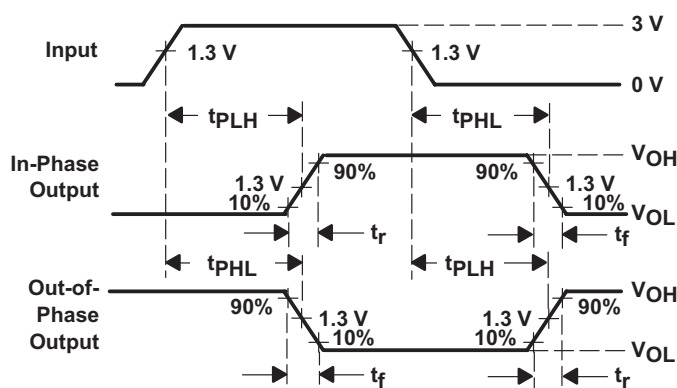 3 V
Input
1.3 V
1.3 V
0 V
tPLH
tPHL
VOH
In-Phase
Output
90%
90%
1.3 V
1.3 V
10%
10%
VOL
tr
tf
tPHL
tPLH
Out-of-
Phase
Output
VOH
90%
90%
1.3 V
1.3 V
10%
10%
VOL
tf
tr